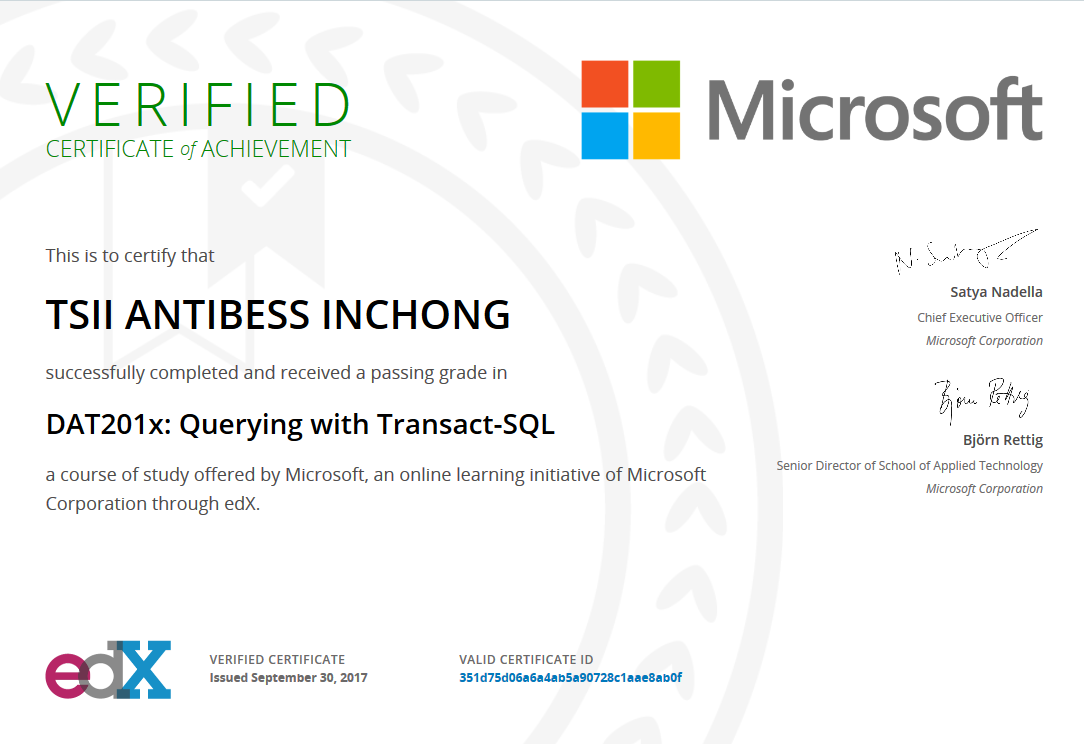 VERIFIED
CERTIFICATE of ACHIEVEMENT
Microsoft
This is to certify that
TSII ANTIBESS INCHONG
successfully completed and received a passing grade in
DAT201x: Querying with Transact-SQL
a course of study offered by Microsoft, an online learning initiative of Microsoft
Corporation through edX.
Satya Nadella
Chief Executive Officer
Microsoft Corporation
Björn Rettig
Björn Rettig
Senior Director of School of Applied Technology
Microsoft Corporation
edX
VERIFIED CERTIFICATE
Issued September 30, 2017
VALID CERTIFICATE ID
351d75d06a6a4ab5a90728c1aae8ab0f